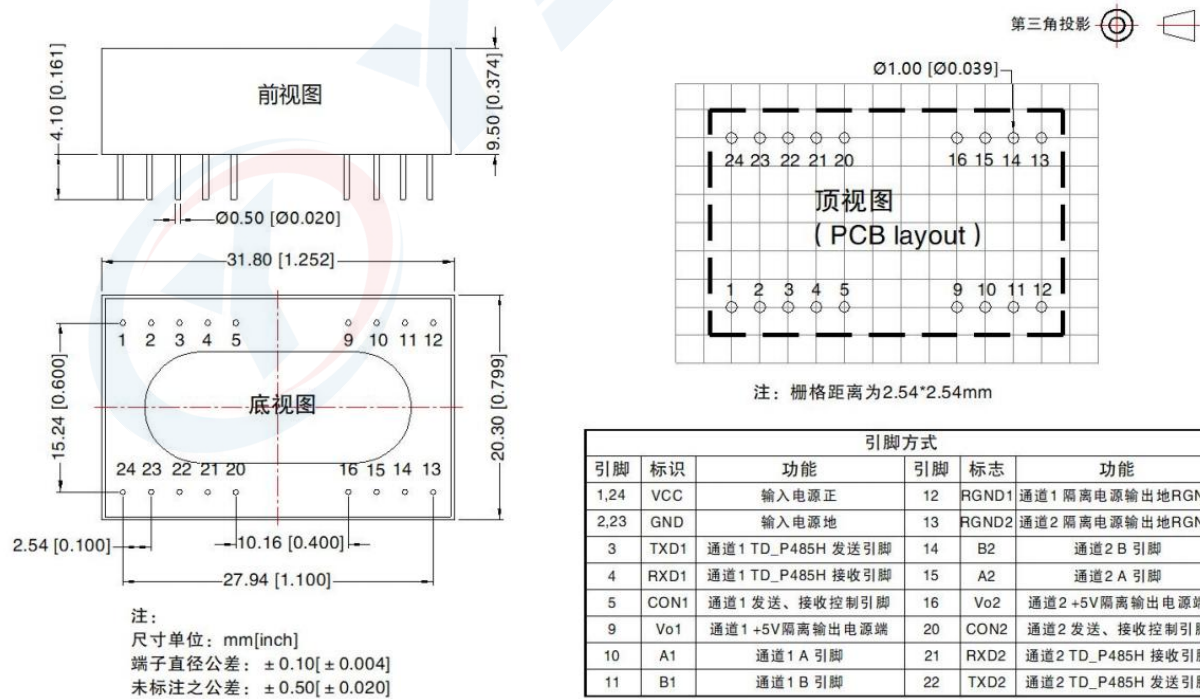 第三角投影
4.10 [0.161]
前视图
9.50 [0.374]
Ø0.50 [Ø0.020]
31.80 [1.252]
1 2 3 4 5 9 10 11 12
15.24 [0.600]
底视图
20.30 [0.799]
24 23 22 21 20 16 15 14 13
2.54 [0.100]
10.16 [0.400]
27.94 [1.100]
注:
尺寸单位: mm[inch]
端子直径公差: ±0.10[±0.004]
未标注之公差: ±0.50[±0.020]
Ø1.00 [Ø0.039]
24 23 22 21 20 16 15 14 13
顶视图
( PCB layout )
1 2 3 4 5 9 10 11 12
注: 栅格距离为2.54*2.54mm
引脚方式
引脚 标识 功能 引脚 标志 功能
1,24 VCC 输入电源正 12 RGND1 通道1 隔离电源输出地
2,23 GND 输入电源地 13 RGND2 通道2 隔离电源输出地
3 TXD1 通道1 TD_P485H 发送引脚 14 B2 通道2 B 引脚
4 RXD1 通道1 TD_P485H 接收引脚 15 A2 通道2 A 引脚
5 CON1 通道1 发送、接收控制引脚 16 Vo2 通道2 +5V隔离输出电源端
9 Vo1 通道1 +5V隔离输出电源端 20 CON2 通道2 发送、接收控制引脚
10 A1 通道1 A 引脚 21 RXD2 通道2 TD_P485H 接收引脚
11 B1 通道1 B 引脚 22 TXD2 通道2 TD_P485H 发送引脚